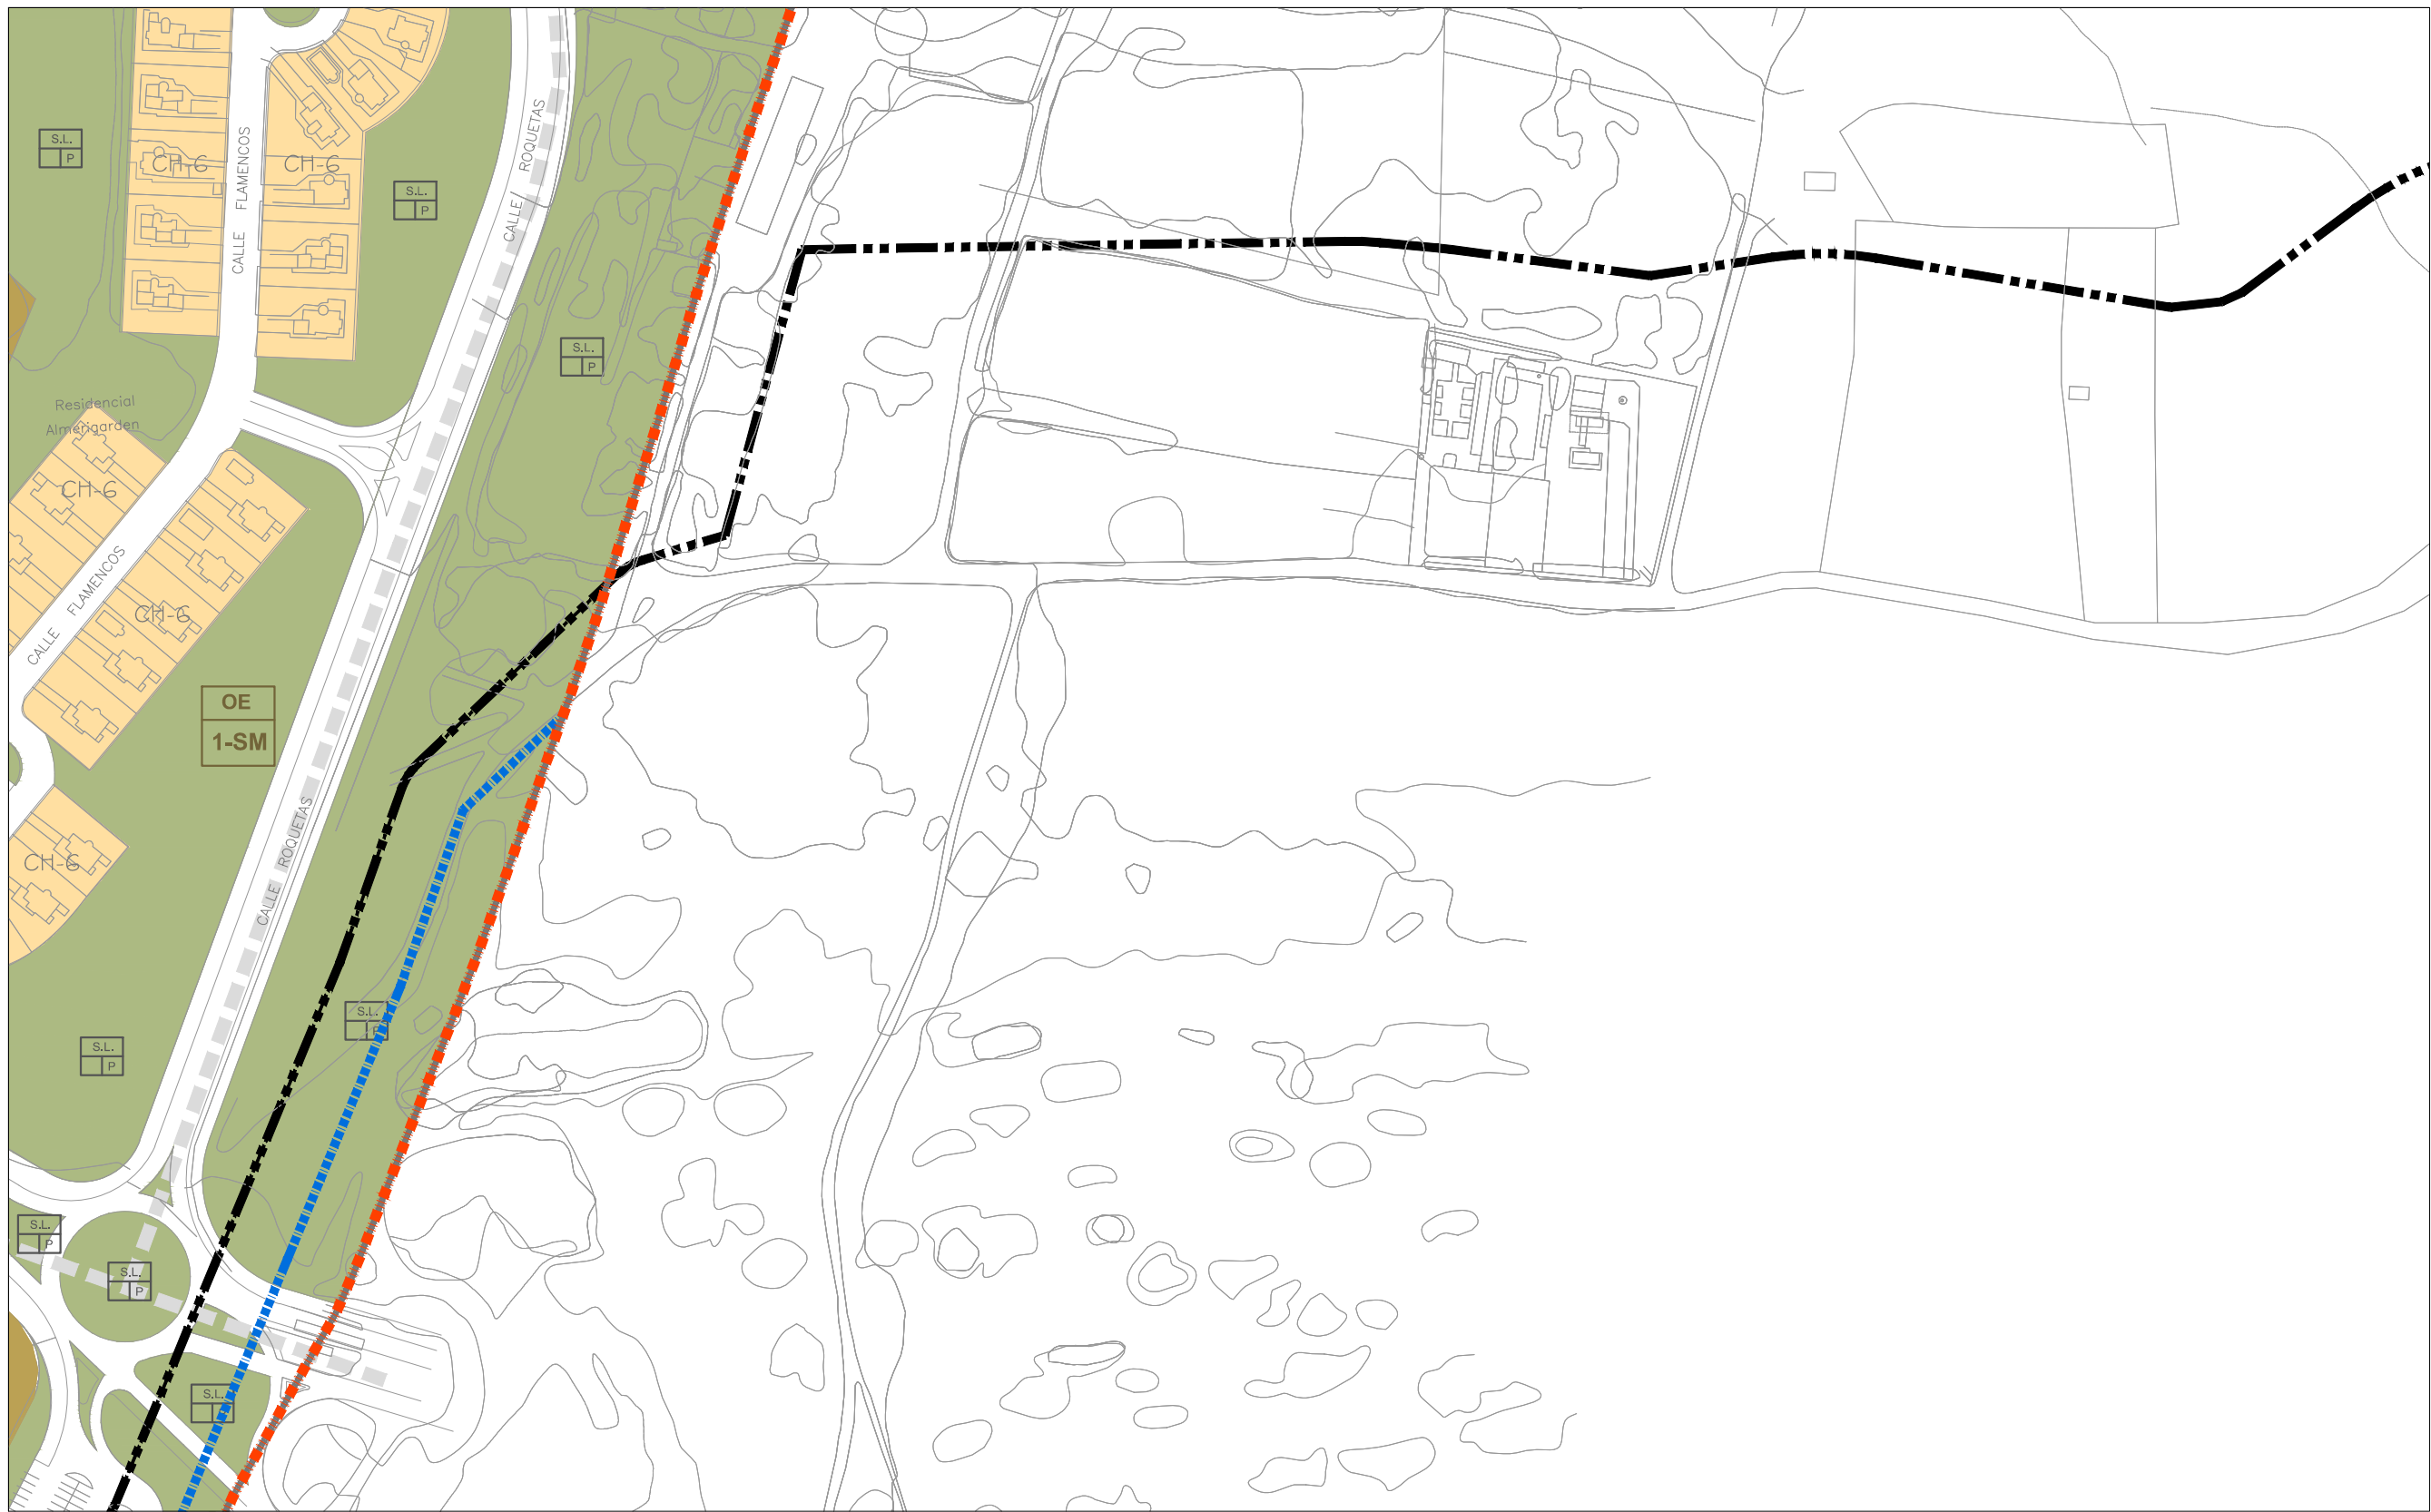 S.L.
P
CH-6
CALLE FLAMENCOS
CH-6
S.L.
P
CALLE ROQUETAS
S.L.
P
Residencial
Almerigarden
CH-6
CALLE FLAMENCOS
CH-6
OE
1-SM
CALLE ROQUETAS
CH-6
S.L.
P
S.L.
P
S.L.
P
S.L.
P
S.L.